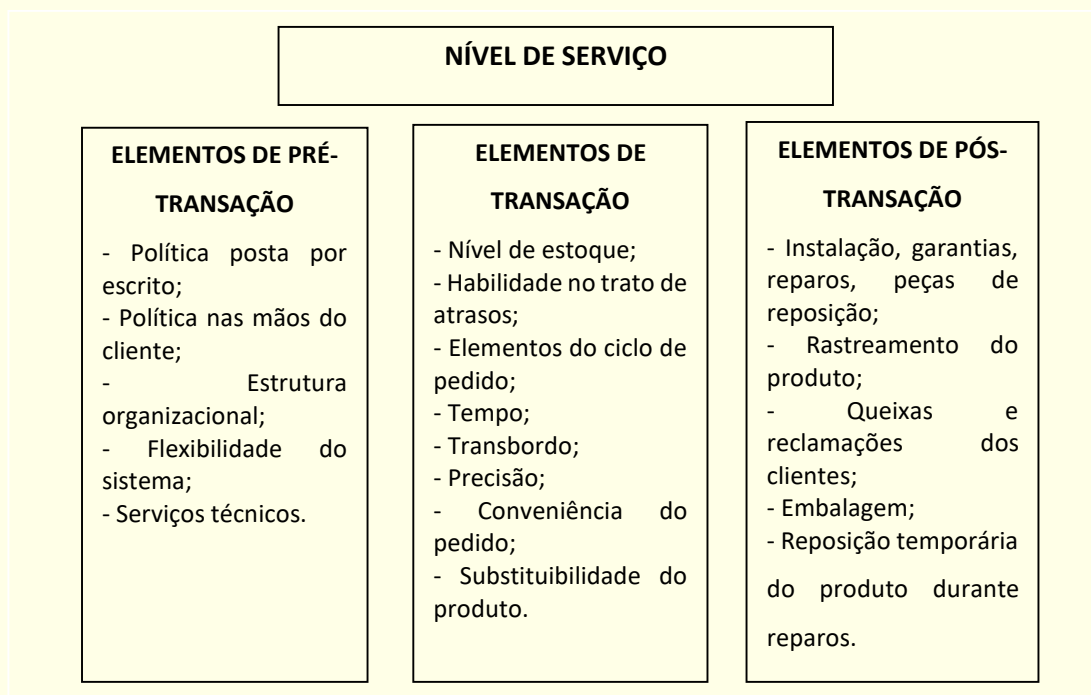 NÍVEL DE SERVIÇO
ELEMENTOS DE PRÉ-
TRANSAÇÃO
- Política posta por
escrito;
- Política nas mãos do
cliente;
- Estrutura
organizacional;
- Flexibilidade do
sistema;
- Serviços técnicos.
ELEMENTOS DE
TRANSAÇÃO
- Nível de estoque;
- Habilidade no trato de
atrasos;
- Elementos do ciclo de
pedido;
- Tempo;
- Transbordo;
- Precisão;
- Conveniência do
pedido;
- Substituibilidade do
produto.
ELEMENTOS DE PÓS-
TRANSAÇÃO
- Instalação, garantias,
reparos, peças de
reposição;
- Rastreamento do
produto;
- Queixas e
reclamações dos
clientes;
- Embalagem;
- Reposição temporária
do produto durante
reparos.